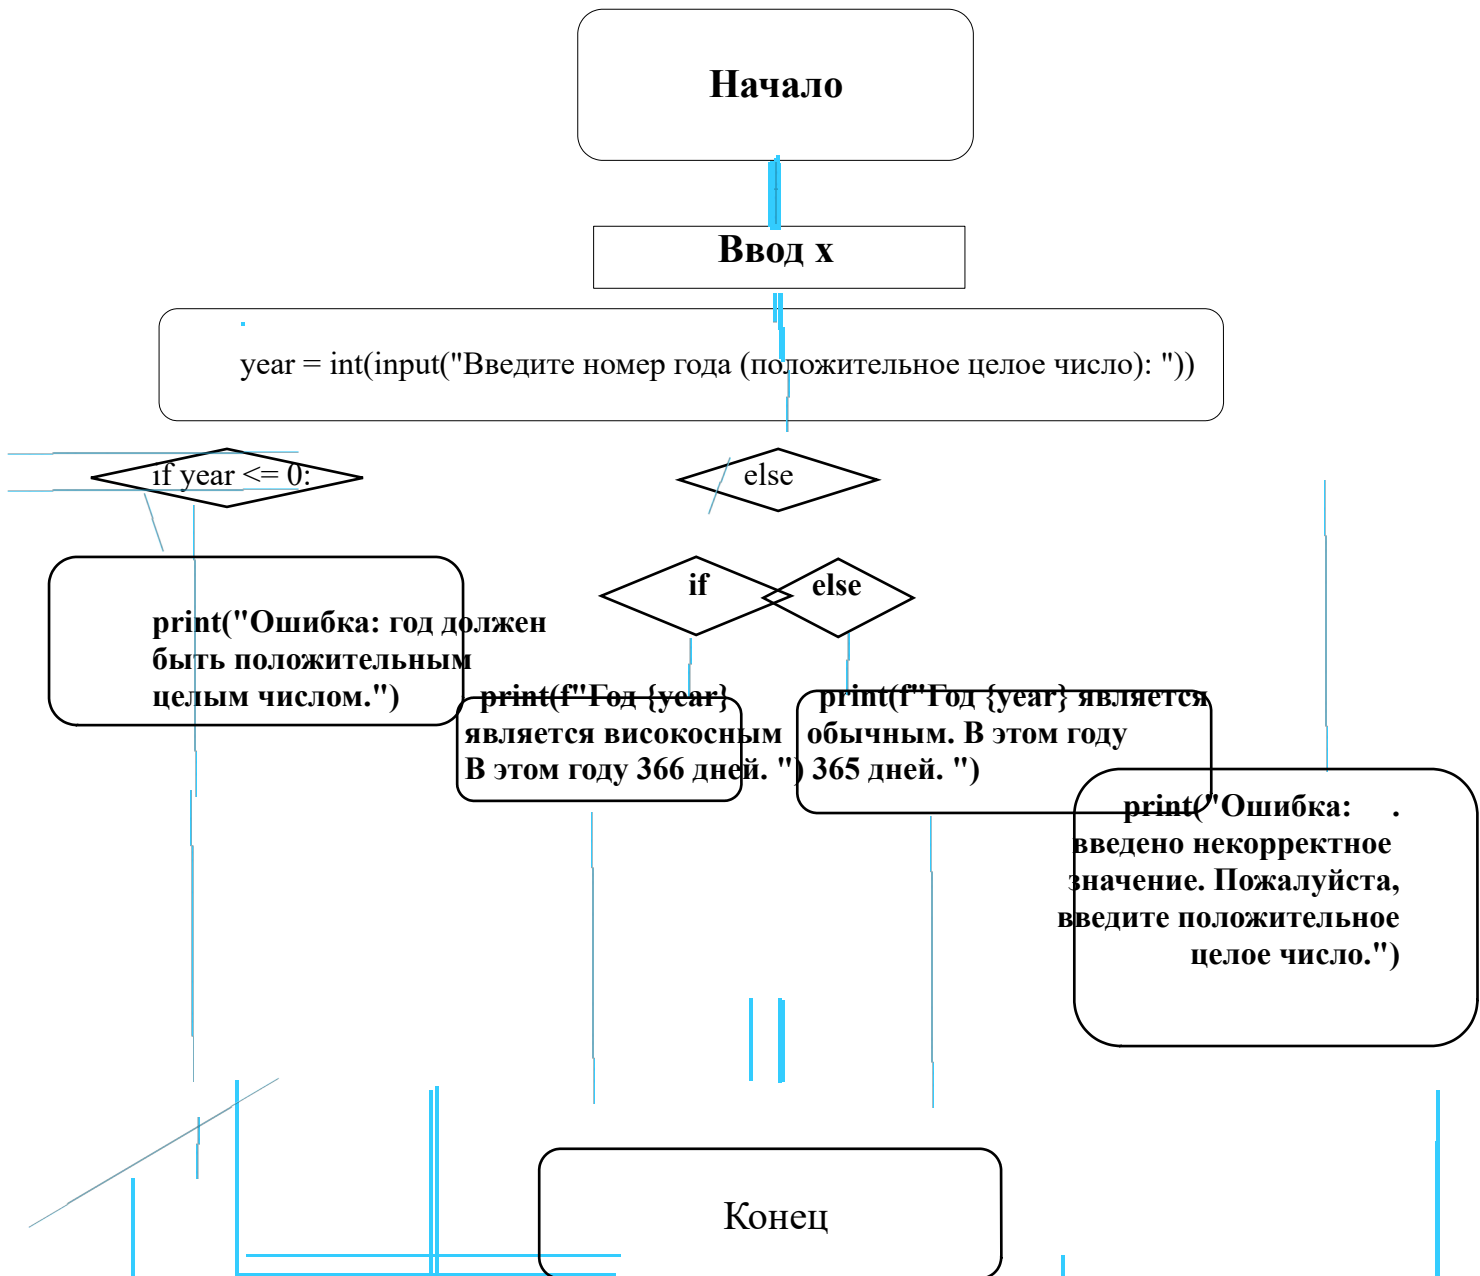 Начало
Ввод x
year = int(input("Введите номер года (положительное целое число): "))
if year <= 0:
else
if
else
print("Ошибка: год должен
быть положительным
целым числом.")
print(f"Год {year}
является високосным
В этом году 366 дней. ")
print(f"Год {year} является
обычным. В этом году
365 дней. ")
print("Ошибка: .
введено некорректное
значение. Пожалуйста,
введите положительное
целое число.")
Конец